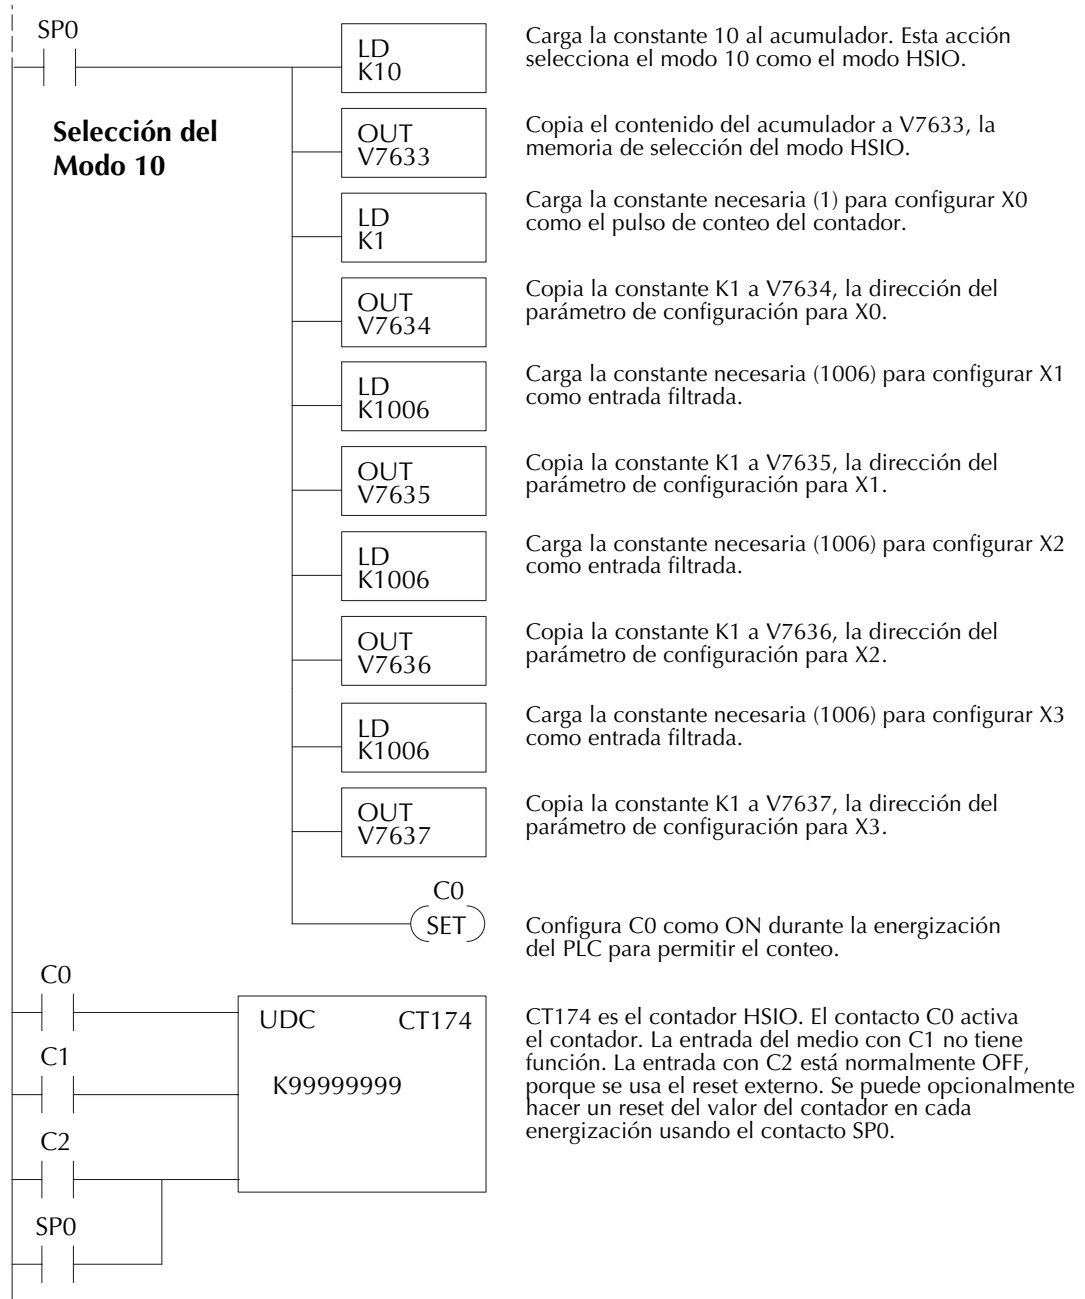 SP0
LD
K10
Carga la constante 10 al acumulador. Esta acción
selecciona el modo 10 como el modo HSIO.
Selección del
Modo 10
OUT
V7633
Copia el contenido del acumulador a V7633, la
memoria de selección del modo HSIO.
LD
K1
Carga la constante necesaria (1) para configurar X0
como el pulso de conteo del contador.
OUT
V7634
Copia la constante K1 a V7634, la dirección del
parámetro de configuración para X0.
LD
K1006
Carga la constante necesaria (1006) para configurar X1
como entrada filtrada.
OUT
V7635
Copia la constante K1 a V7635, la dirección del
parámetro de configuración para X1.
LD
K1006
Carga la constante necesaria (1006) para configurar X2
como entrada filtrada.
OUT
V7636
Copia la constante K1 a V7636, la dirección del
parámetro de configuración para X2.
LD
K1006
Carga la constante necesaria (1006) para configurar X3
como entrada filtrada.
OUT
V7637
Copia la constante K1 a V7637, la dirección del
parámetro de configuración para X3.
C0
SET
Configura C0 como ON durante la energización
del PLC para permitir el conteo.
C0
UDC CT174
K99999999
CT174 es el contador HSIO. El contacto C0 activa
el contador. La entrada del medio con C1 no tiene
función. La entrada con C2 está normalmente OFF,
porque se usa el reset externo. Se puede opcionalmente
hacer un reset del valor del contador en cada
energización usando el contacto SP0.
C1
C2
SP0